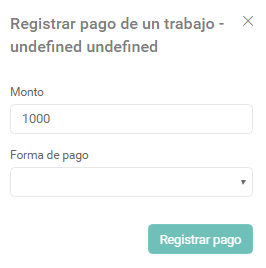 Registrar pago de un trabajo -
undefined undefined
Monto
1000
Forma de pago
Registrar pago